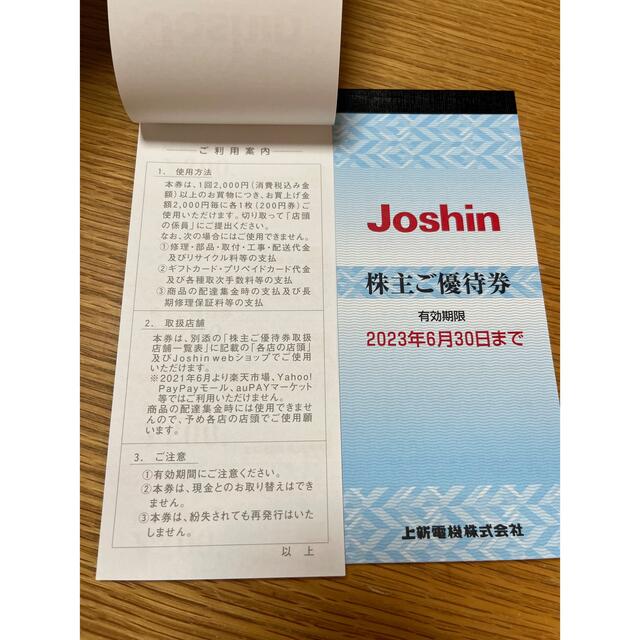 ご利用案内
1. 使用方法
本券は、1回2,000円(消費税込み金
額)以上のお買物につき、お買上げ金
額2,000円毎に各1枚(200円券)ご
使用いただけます。切り取って「店頭
の係員」にご提出ください。
なお、次の場合にはご使用できません。
①修理・部品・取付・工事・配送代金
及びリサイクル料等の支払
②ギフトカード・プリペイドカード代金
及び各種取次手数料等の支払
③商品の配達集金時の支払及び長
期修理保証料等の支払
2. 取扱店舗
本券は、別添の「株主ご優待券取扱
店舗一覧表」に記載の「各店の店頭」
及びJoshin webショップでご使用
いただけます。
※2021年6月より楽天市場、Yahoo!
PayPayモール、auPAYマーケット
等ではご利用いただけません。
商品の配達集金時には使用できませ
んので、予め各店の店頭でご使用願
います。
3. ご注意
①有効期間にご注意ください。
②本券は、現金とのお取り替えはでき
ません。
③本券は、紛失されても再発行はいた
しません。
以上
Joshin
株主ご優待券
有効期限
2023年6月30日まで
上新電機株式会社